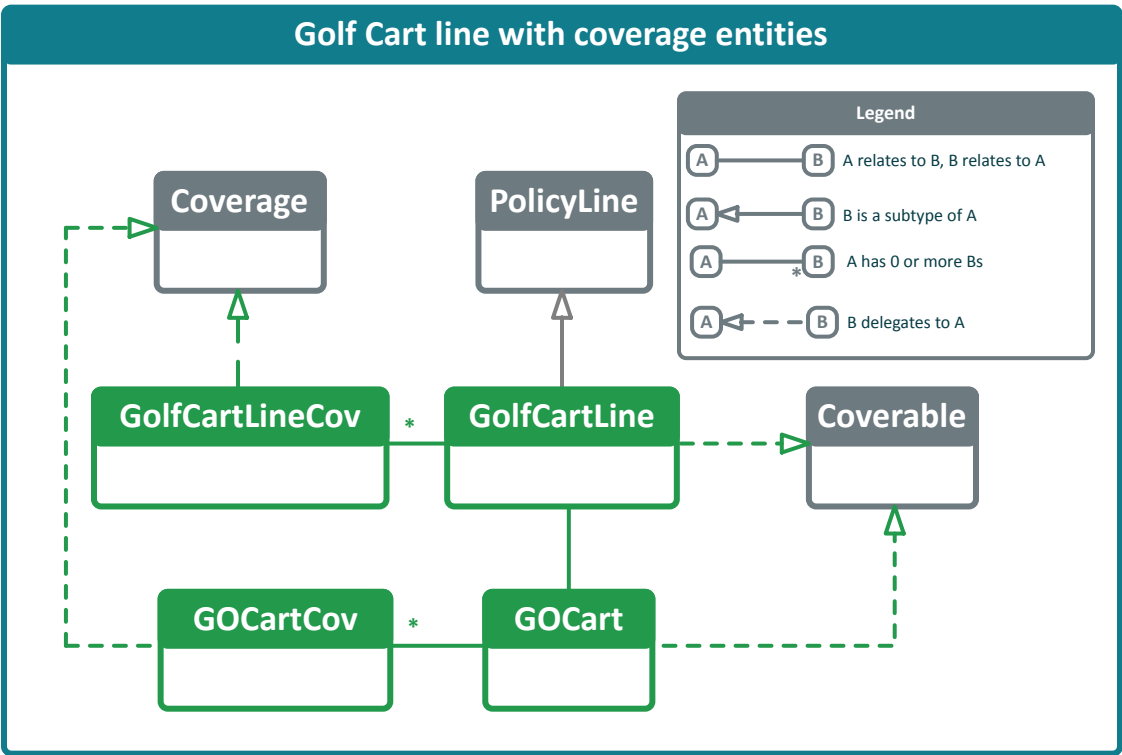 Golf Cart line with coverage entities
Legend
A B A relates to B, B relates to A
A B B is a subtype of A
A * B A has 0 or more Bs
A B B delegates to A
Coverage
PolicyLine
GolfCartLineCov
*
GolfCartLine
Coverable
GOCartCov
*
GOCart